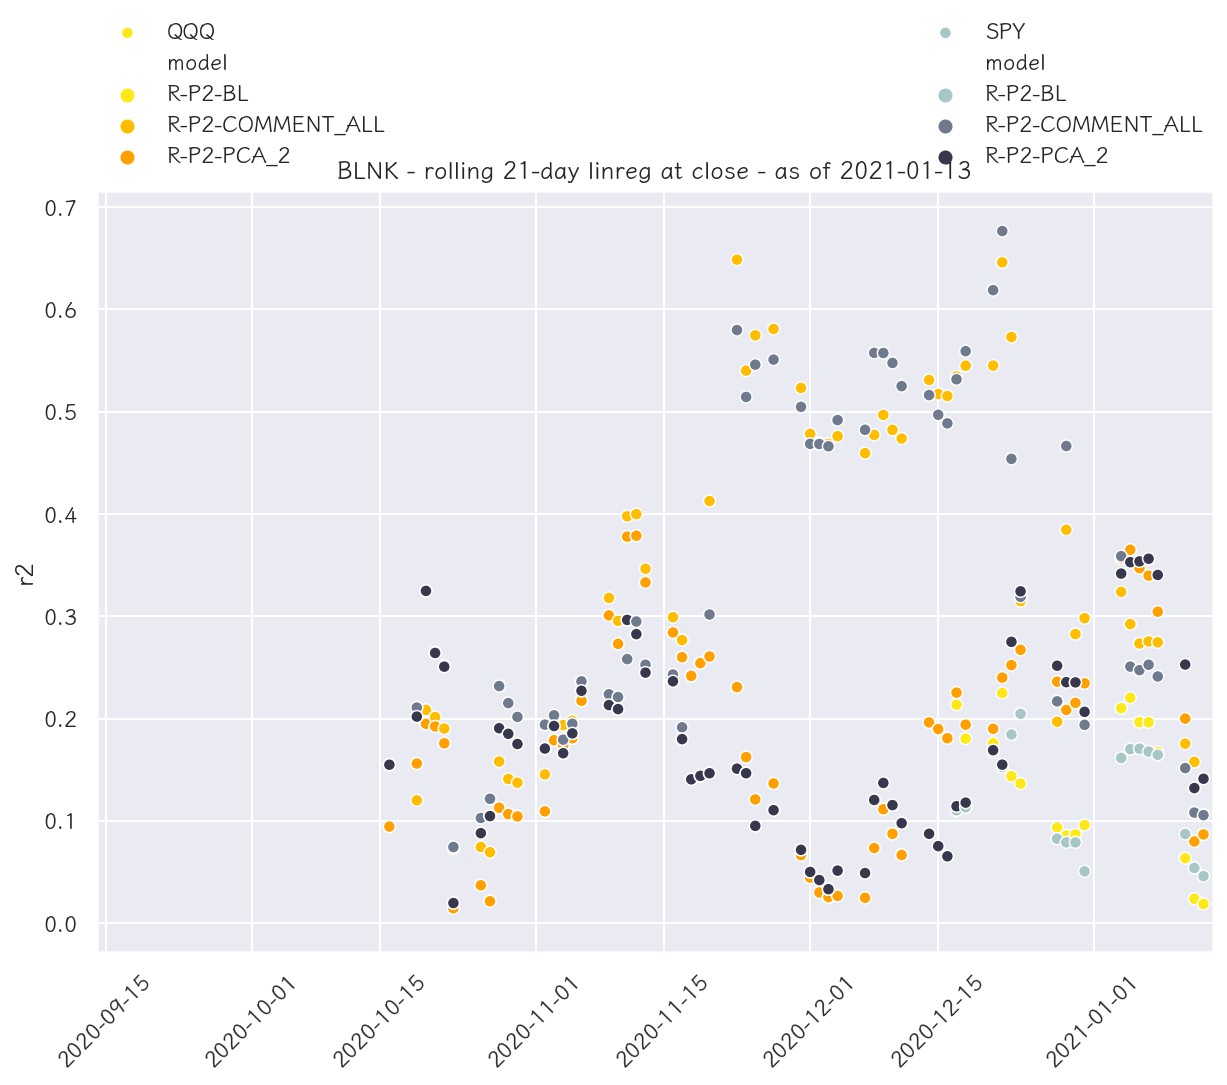 QQQ
model
R-P2-BL
R-P2-COMMENT_ALL
R-P2-PCA_2
SPY
model
R-P2-BL
R-P2-COMMENT_ALL
R-P2-PCA_2
BLNK - rolling 21-day linreg at close - as of 2021-01-13
0.7
0.6
0.5
0.4
0.3
0.2
0.1
0.0
r2
2020-09-15
2020-10-01
2020-10-15
2020-11-01
2020-11-15
2020-12-01
2020-12-15
2021-01-01